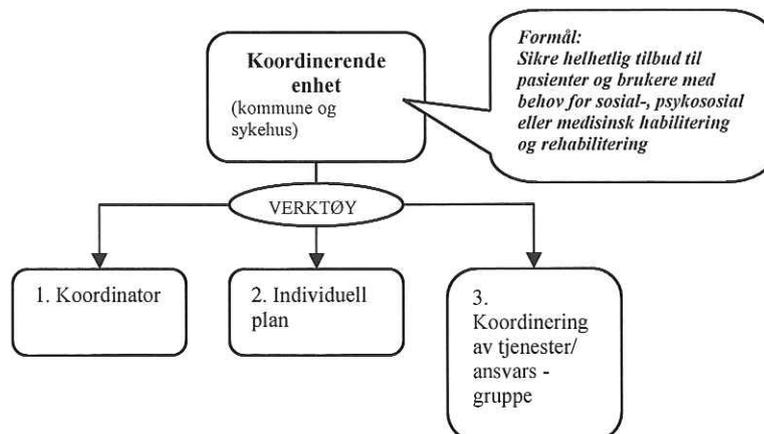 Koordinerende
enhet
(kommune og
sykehus)
Formål:
Sikre helhetlig tilbud til
pasienter og brukere med
behov for sosial-, psykososial
eller medisinsk habilitering
og rehabilitering
VERKTØY
1. Koordinator
2. Individuell
plan
3.
Koordinering
av tjenester/
ansvars -
gruppe